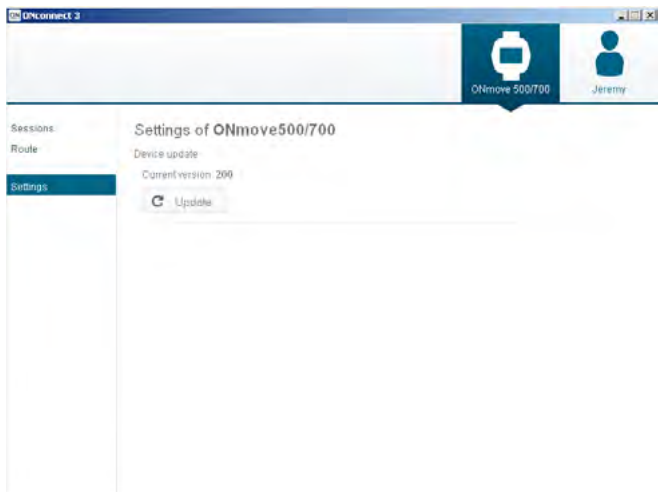 ON ONconnect 3
ONmove 500/700
Jeremy
Sessions
Route
Settings
Settings of ONmove500/700
Device update
Current version 200
Update